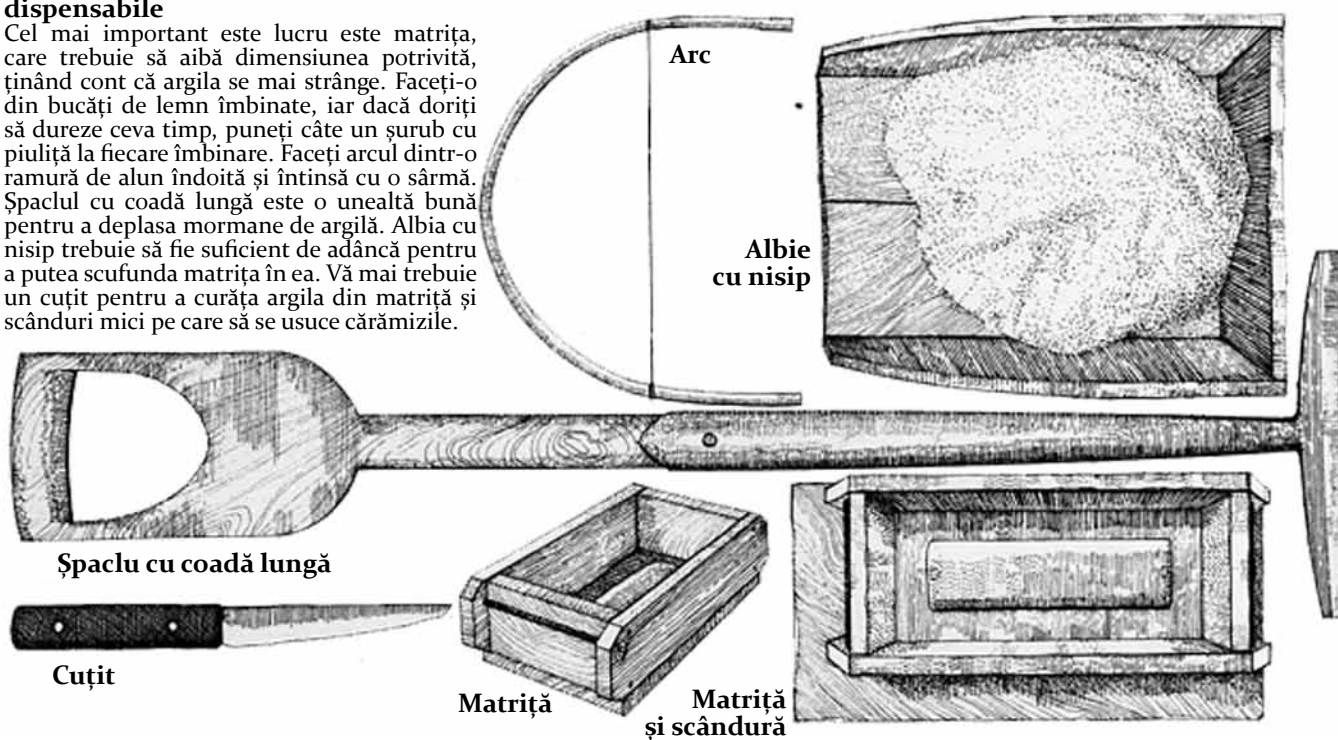 dispensabile
Cel mai important este lucru este matrița,
care trebuie să aibă dimensiunea potrivită,
ținând cont că argila se mai strânge. Faceți-o
din bucăți de lemn îmbinate, iar dacă doriți
să dureze ceva timp, puneți câte un șurub cu
piuliță la fiecare îmbinare. Faceți arcul dintr-o
ramură de alun îndoită și întinsă cu o sârmă.
Șpaclul cu coadă lungă este o unealtă bună
pentru a deplasa mormane de argilă. Albia cu
nisip trebuie să fie suficient de adâncă pentru
a putea scufunda matrița în ea. Vă mai trebuie
un cuțit pentru a curăța argila din matriță și
scânduri mici pe care să se usuce cărămizile.
Arc
Albie
cu nisip
Șpaclu cu coadă lungă
Cuțit
Matriță
Matriță
și scândură